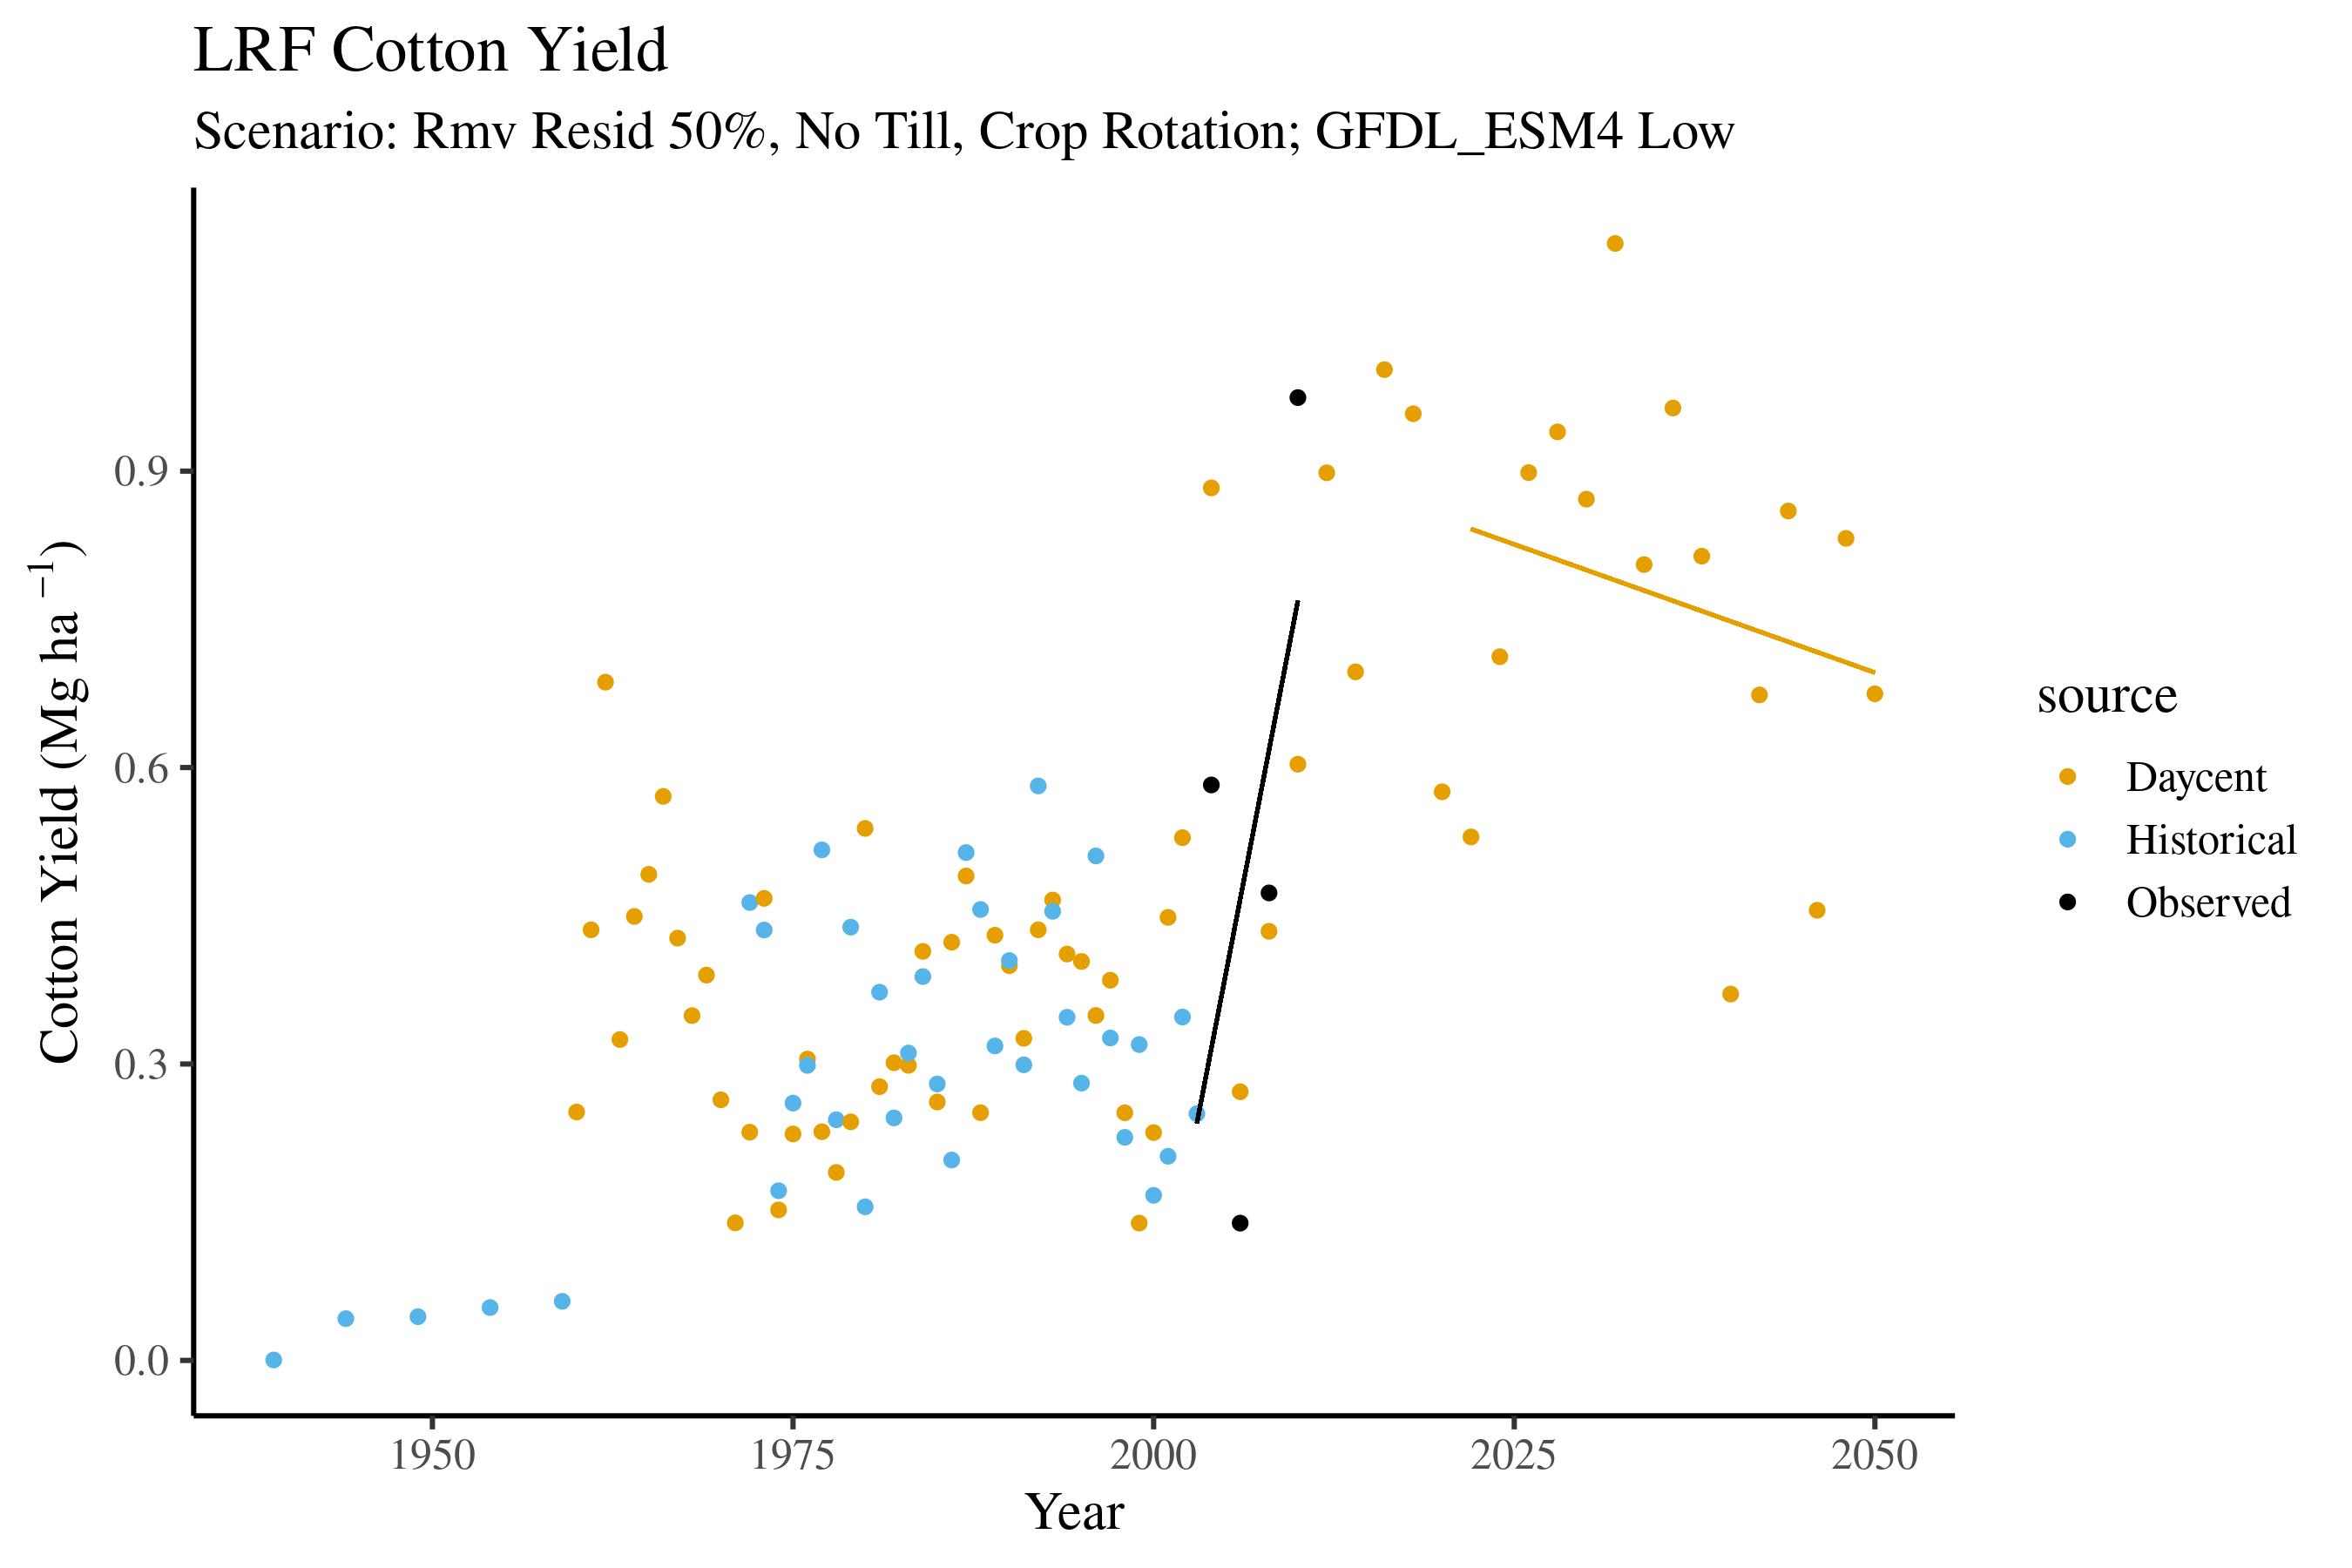 LRF Cotton Yield
Scenario: Rmv Resid 50%, No Till, Crop Rotation; GFDL_ESM4 Low
Cotton Yield (Mg ha −1)
0.9
0.6
0.3
0.0
1950
1975
2000
2025
2050
Year
source
Daycent
Historical
Observed